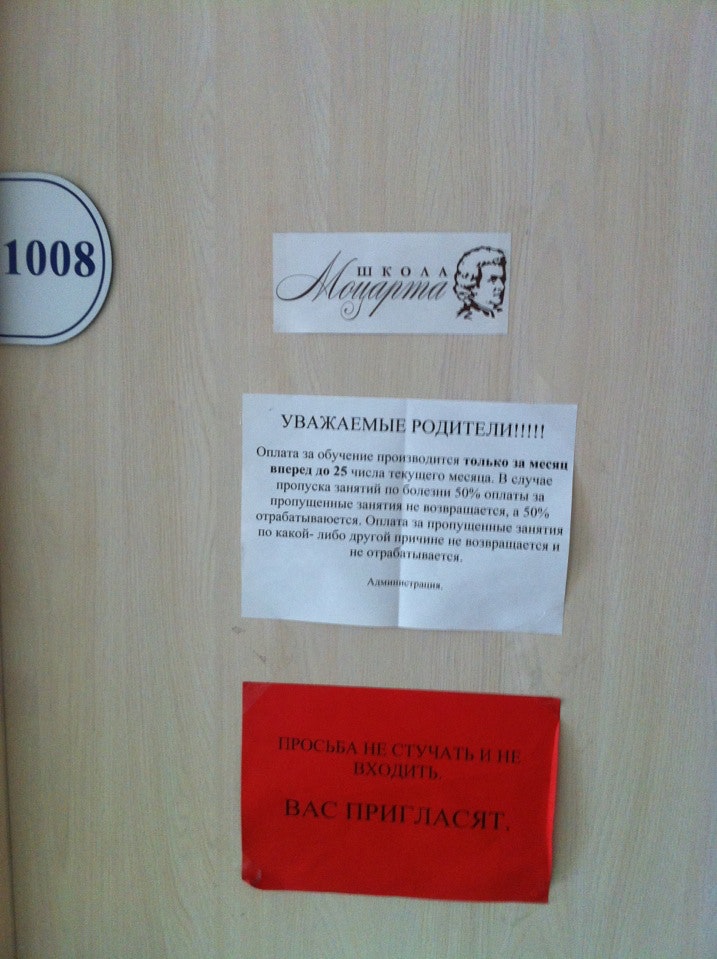 1008
ШКОЛА
Моцарта
УВАЖАЕМЫЕ РОДИТЕЛИ!!!!!
Оплата за обучение производится только за месяц
вперед до 25 числа текущего месяца. В случае
пропуска занятий по болезни 50% оплаты за
пропущенные занятия не возвращается, а 50%
отрабатываюется. Оплата за пропущенные занятия
по какой- либо другой причине не возвращается и
не отрабатывается.
Администрация.
ПРОСЬБА НЕ СТУЧАТЬ И НЕ
ВХОДИТЬ.
ВАС ПРИГЛАСЯТ.